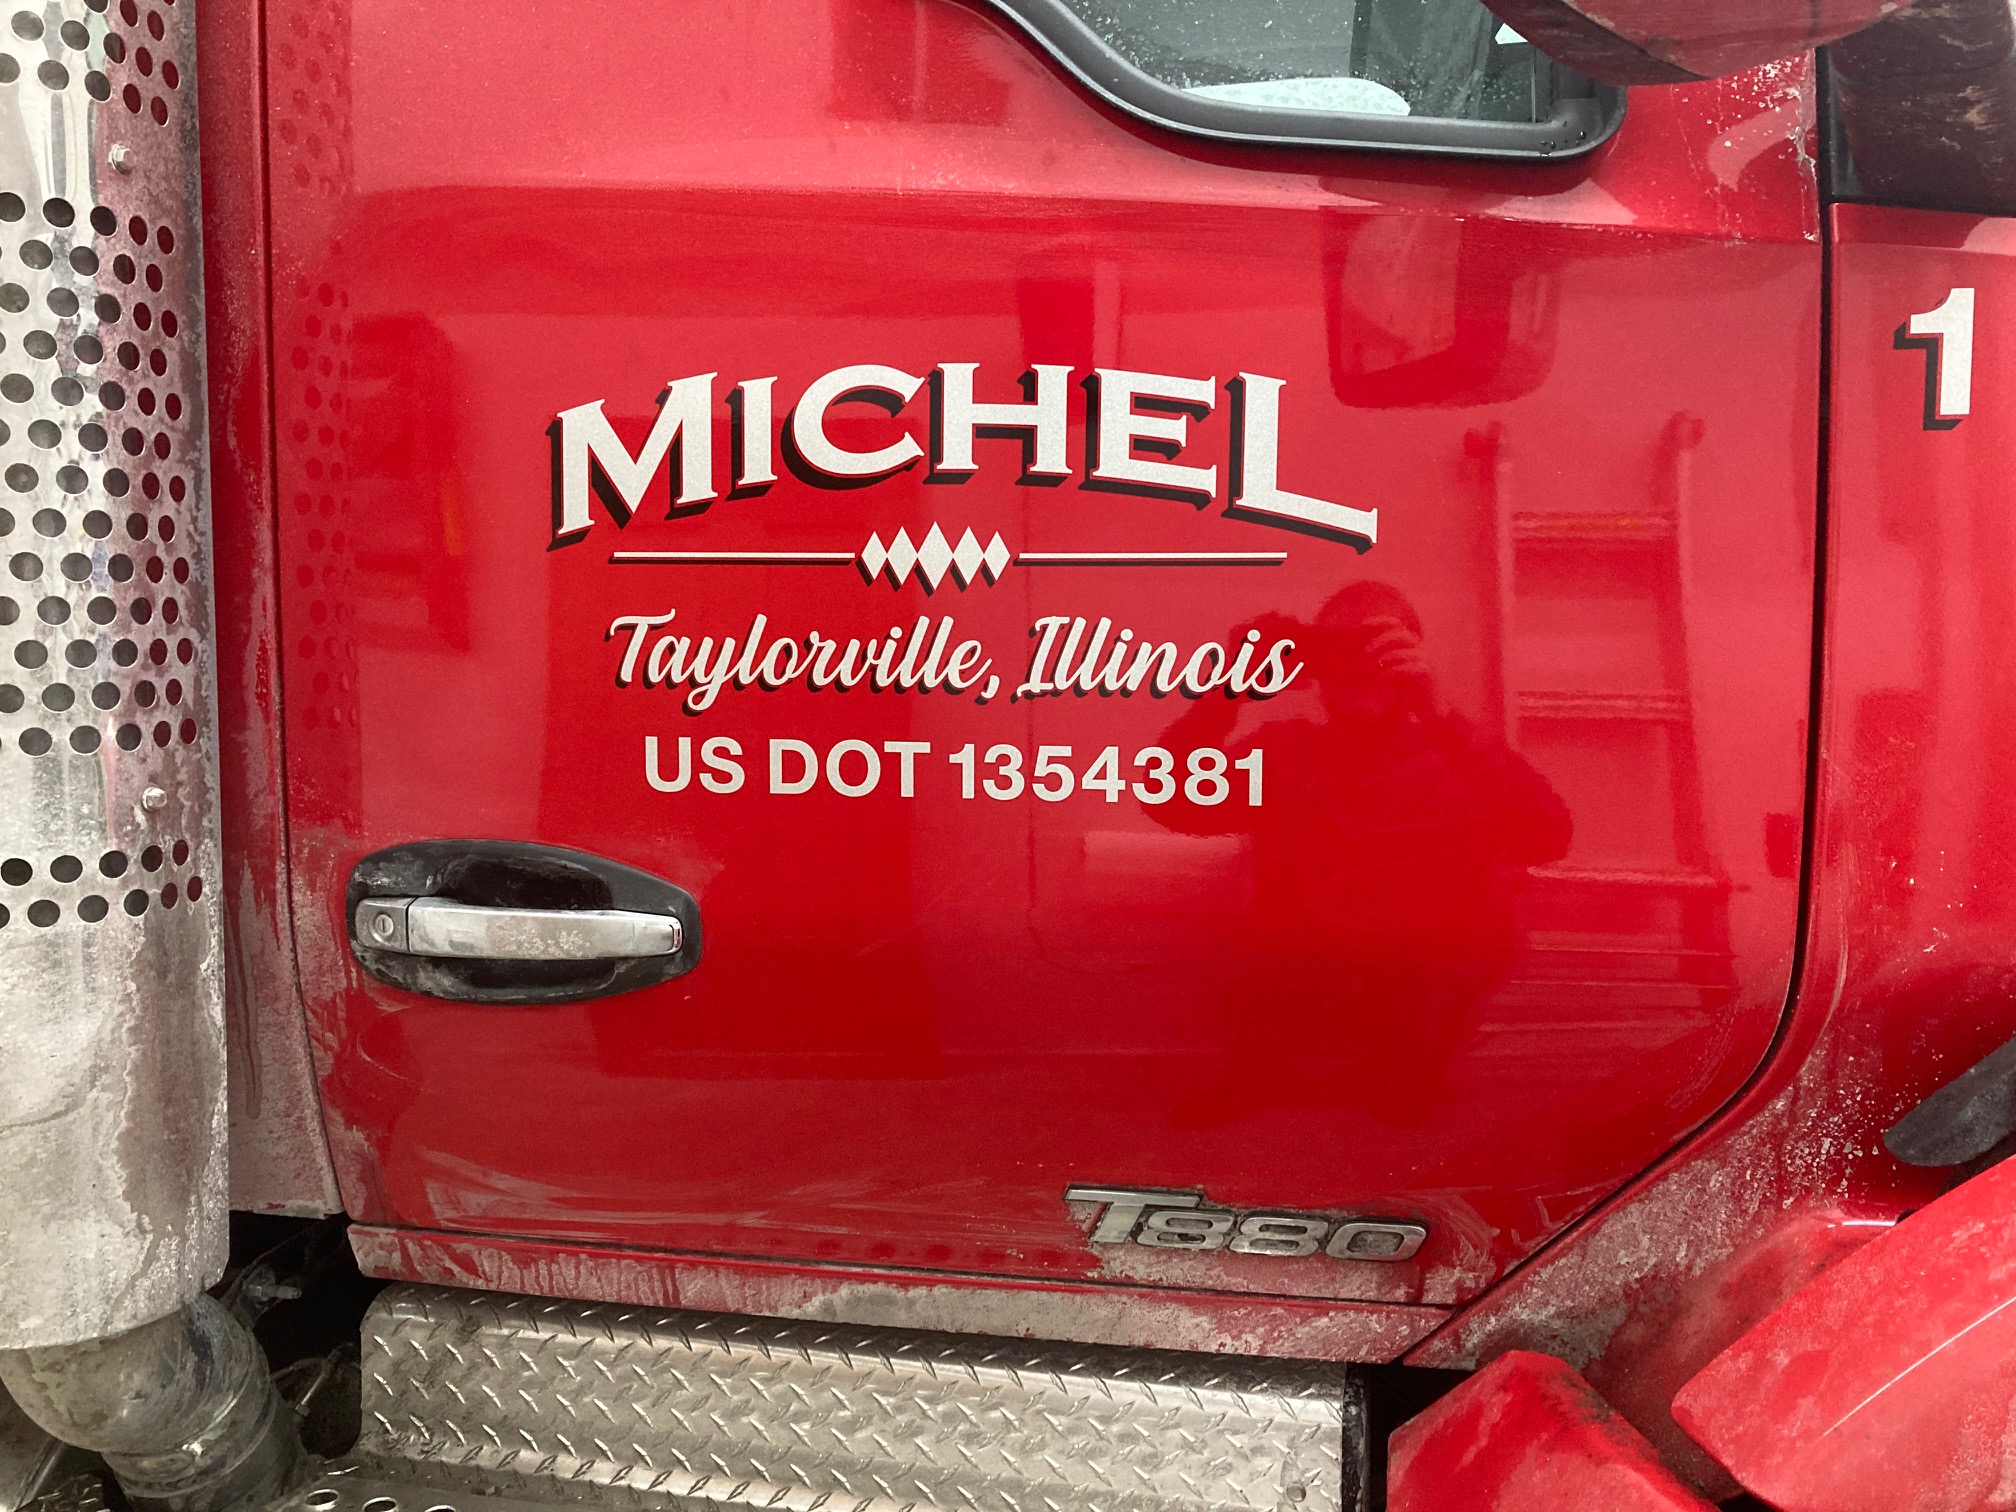 MICHEL
Taylorville, Illinois
US DOT 1354381
1
T880